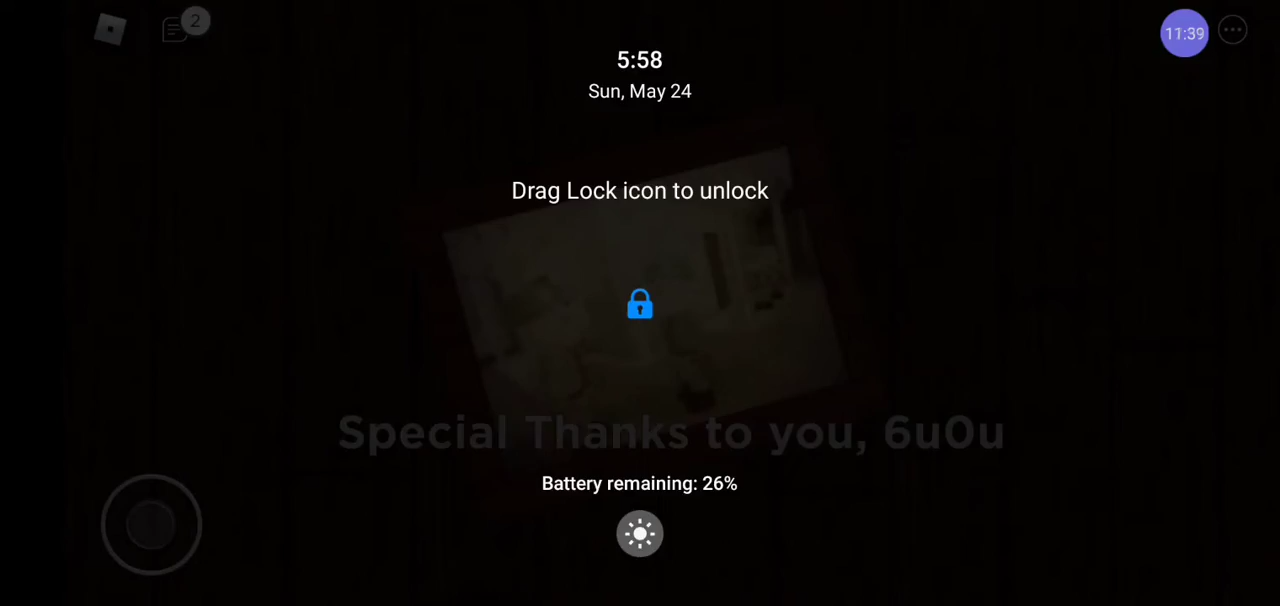 2
11:39
5:58
Sun, May 24
Drag Lock icon to unlock
Special Thanks to you, 6u0u
Battery remaining: 26%